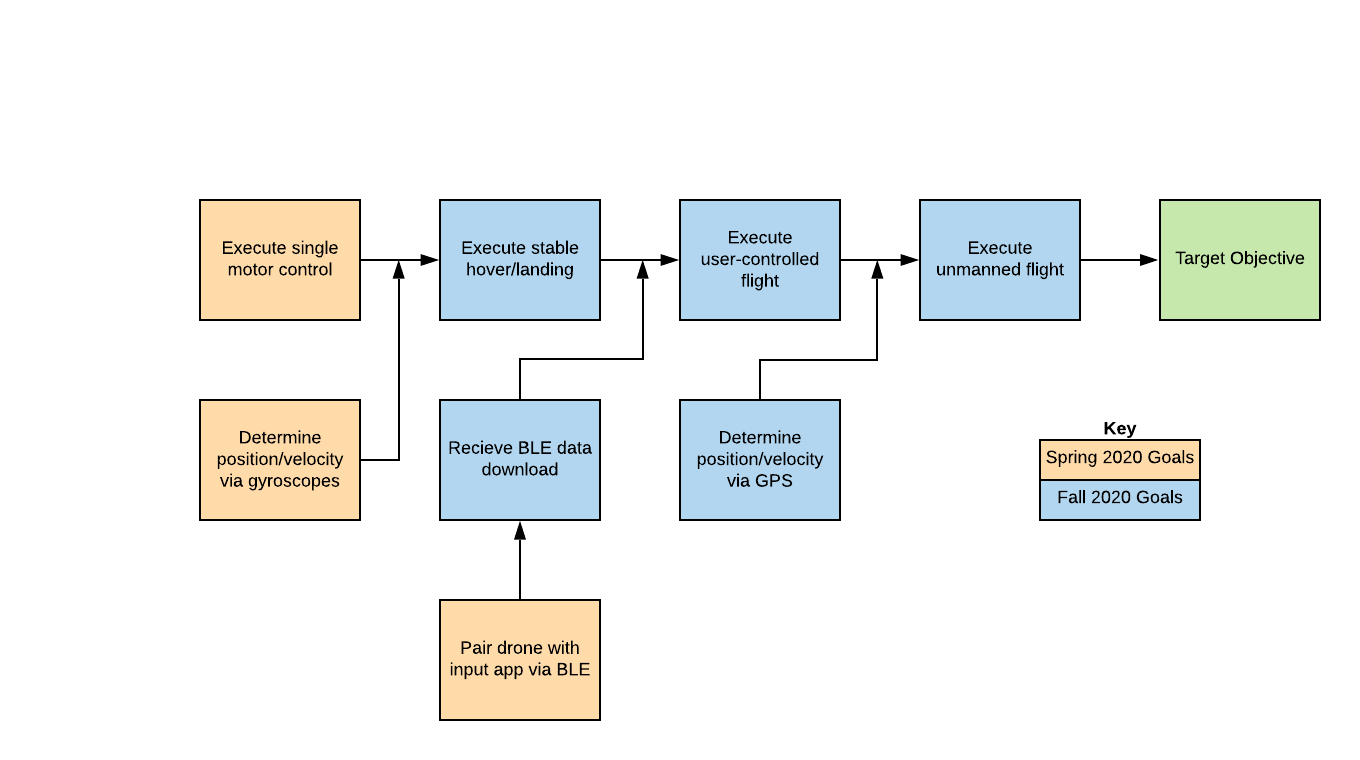 Execute single
motor control
Execute stable
hover/landing
Execute
user-controlled
flight
Execute
unmanned flight
Target Objective
Determine
position/velocity
via gyroscopes
Recieve BLE data
download
Determine
position/velocity
via GPS
Key
Spring 2020 Goals
Fall 2020 Goals
Pair drone with
input app via BLE